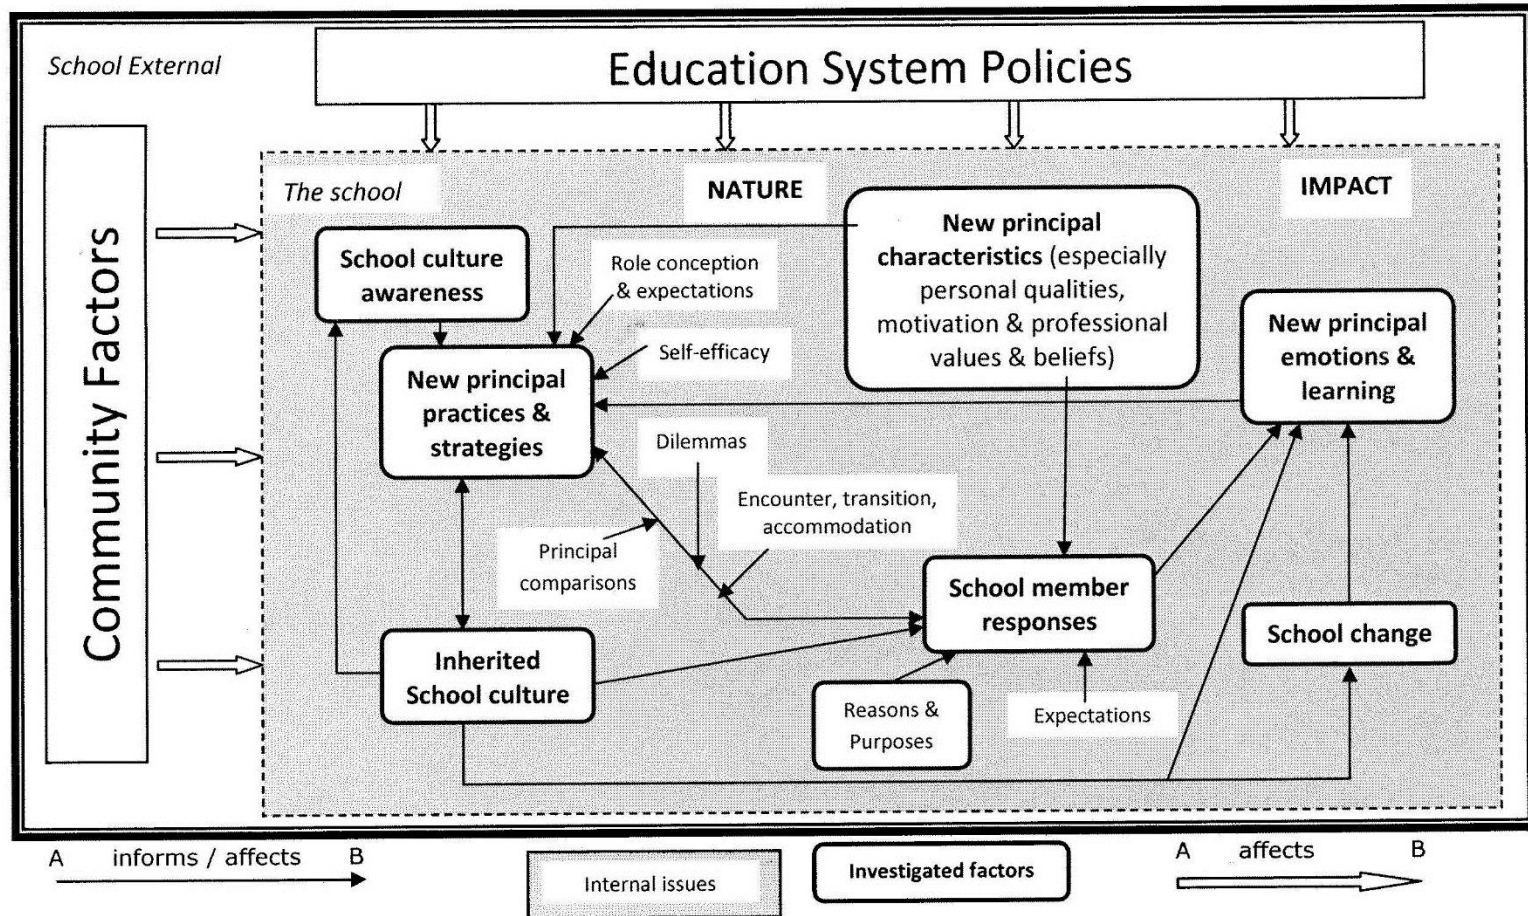 School External
Education System Policies
Community Factors
The school
NATURE
IMPACT
School culture
awareness
Role conception
& expectations
New principal
characteristics (especially
personal qualities,
motivation & professional
values & beliefs)
New principal
emotions &
learning
Self-efficacy
New principal
practices &
strategies
Dilemmas
Encounter, transition,
accommodation
Principal
comparisons
School member
responses
School change
Inherited
School culture
Reasons &
Purposes
Expectations
A informs / affects B
Internal issues
Investigated factors
A affects B